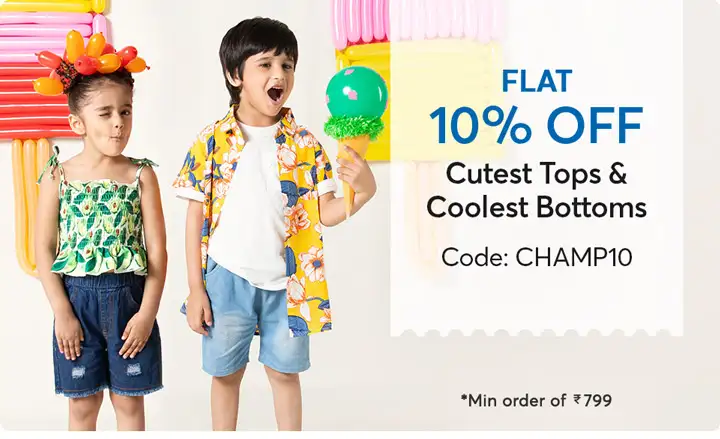 FLAT
10% OFF
Cutest Tops &
Coolest Bottoms
Code: CHAMP10
*Min order of ₹799